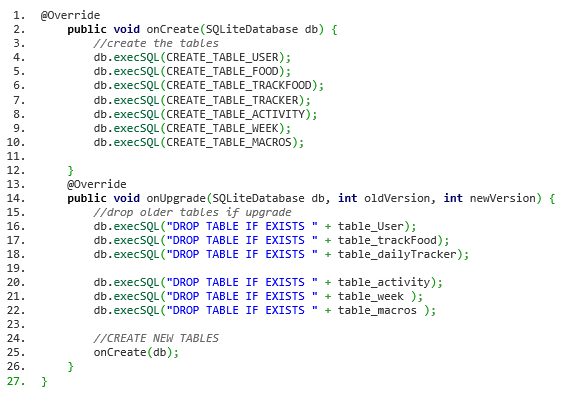 1. @Override
2. public void onCreate(SQLiteDatabase db) {
3. //create the tables
4. db.execSQL(CREATE_TABLE_USER);
5. db.execSQL(CREATE_TABLE_FOOD);
6. db.execSQL(CREATE_TABLE_TRACKFOOD);
7. db.execSQL(CREATE_TABLE_TRACKER);
8. db.execSQL(CREATE_TABLE_ACTIVITY);
9. db.execSQL(CREATE_TABLE_WEEK);
10. db.execSQL(CREATE_TABLE_MACROS);
11.
12. }
13. @Override
14. public void onUpgrade(SQLiteDatabase db, int oldVersion, int newVersion) {
15. //drop older tables if upgrade
16. db.execSQL("DROP TABLE IF EXISTS " + table_User);
17. db.execSQL("DROP TABLE IF EXISTS " + table_trackFood);
18. db.execSQL("DROP TABLE IF EXISTS " + table_dailyTracker);
19.
20. db.execSQL("DROP TABLE IF EXISTS " + table_activity);
21. db.execSQL("DROP TABLE IF EXISTS " + table_week );
22. db.execSQL("DROP TABLE IF EXISTS " + table_macros );
23.
24. //CREATE NEW TABLES
25. onCreate(db);
26. }
27. }